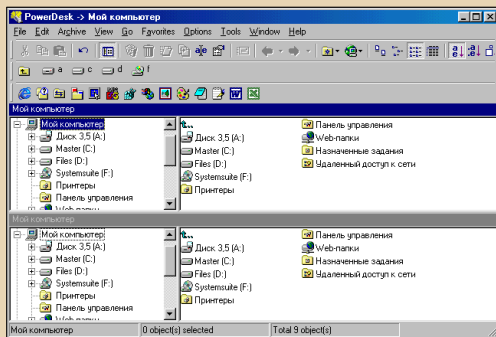 PowerDesk -> Мой компьютер
File Edit Archive View Go Favorites Options Tools Window Help
a c d f
Мой компьютер
Мой компьютер
Диск 3,5 (A:)
Master (C:)
Files (D:)
Systemsuite (F:)
Принтеры
Панель управления
Web-папки
Диск 3,5 (A:)
Master (C:)
Files (D:)
Systemsuite (F:)
Принтеры
Панель управления
Web-папки
Назначенные задания
Удаленный доступ к сети
Мой компьютер
Мой компьютер
Диск 3,5 (A:)
Master (C:)
Files (D:)
Systemsuite (F:)
Принтеры
Панель управления
Web-папки
Диск 3,5 (A:)
Master (C:)
Files (D:)
Systemsuite (F:)
Принтеры
Панель управления
Web-папки
Назначенные задания
Удаленный доступ к сети
Мой компьютер 0 object(s) selected Total 9 object(s)